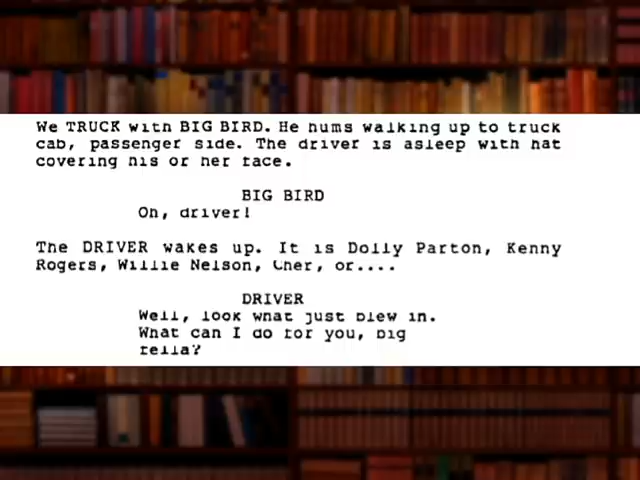 We TRUCK with BIG BIRD. He hums walking up to truck
cab, passenger side. The driver is asleep with hat
covering his or her face.
BIG BIRD
Oh, driver!
The DRIVER wakes up. It is Dolly Parton, Kenny
Rogers, Willie Nelson, Cher, or....
DRIVER
Well, look what just blew in.
What can I do for you, big
fella?